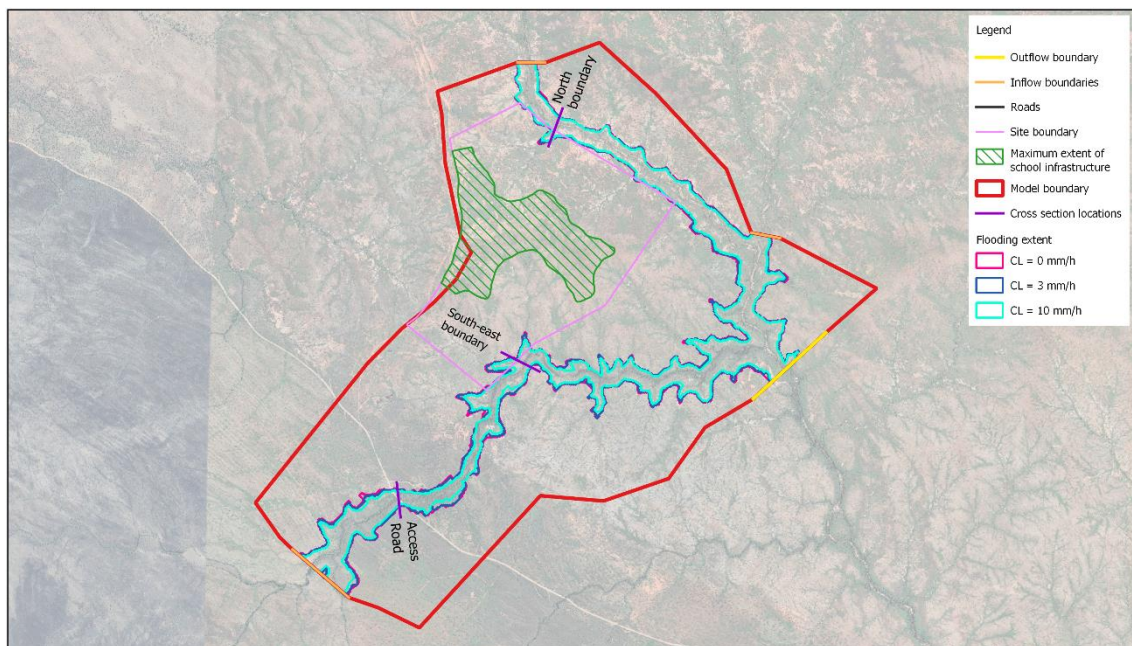 Legend
Outflow boundary
Inflow boundaries
Roads
Site boundary
Maximum extent of
school infrastructure
Model boundary
Cross section locations
Flooding extent
CL = 0 mm/h
CL = 3 mm/h
CL = 10 mm/h
North
boundary
South-east
boundary
Access
Road